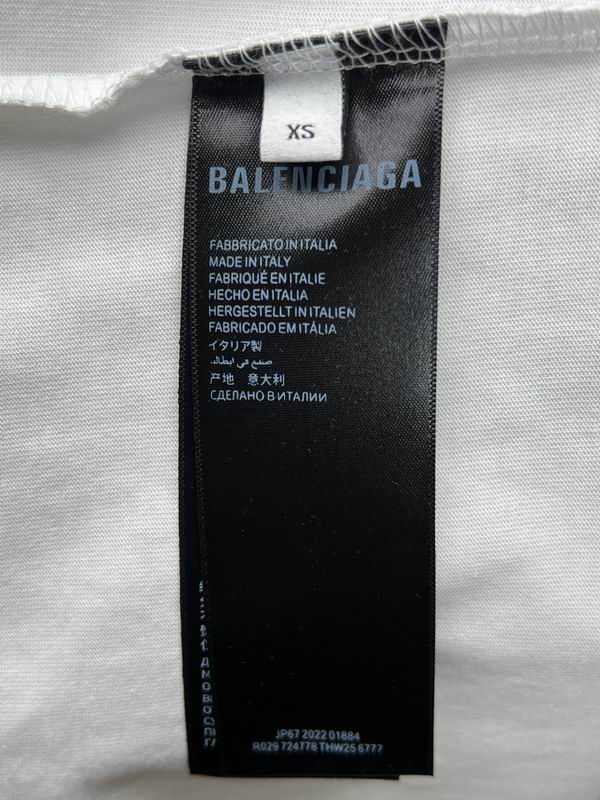 XS
BALENCIAGA
FABBRICATO IN ITALIA
MADE IN ITALY
FABRIQUÉ EN ITALIE
HECHO EN ITALIA
HERGESTELLT IN ITALIEN
FABRICADO EM ITÁLIA
イタリア製
صنع في
产地 意大利
СДЕЛАНО В ИТАЛИИ
JP67 2022 01884
R029 724778 THW25 6777